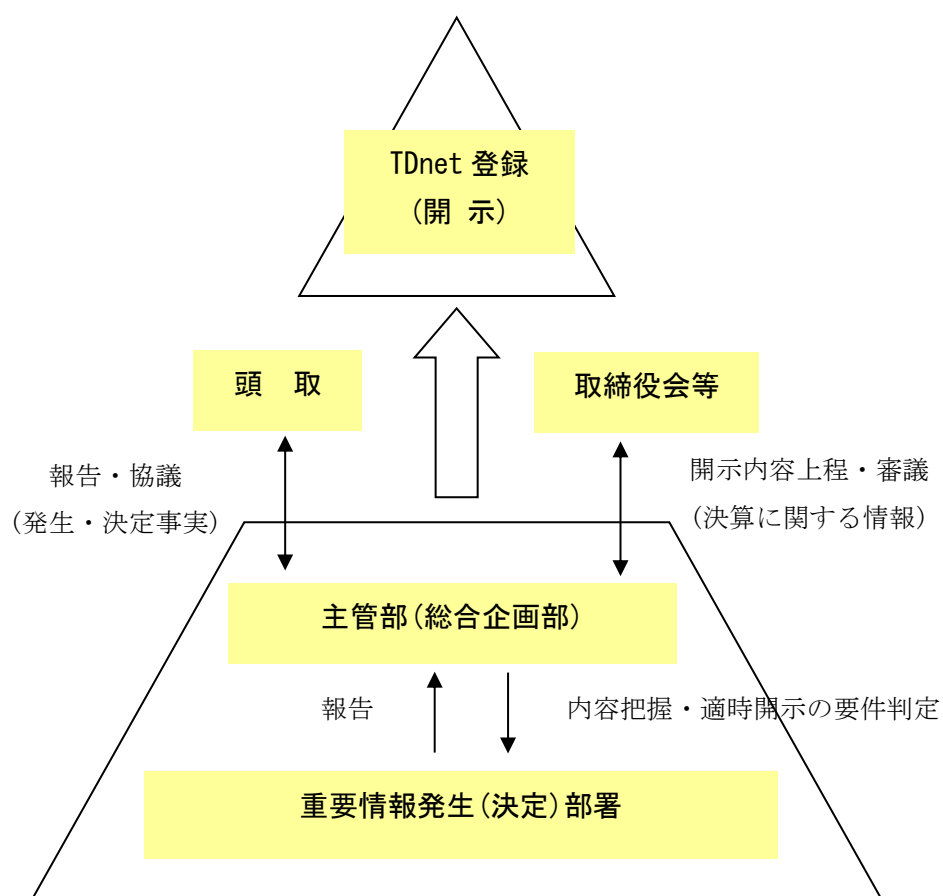 TDnet 登録
(開 示)
頭 取
取締役会等
報告・協議
(発生・決定事実)
開示内容上程・審議
(決算に関する情報)
主管部(総合企画部)
報告
内容把握・適時開示の要件判定
重要情報発生(決定)部署